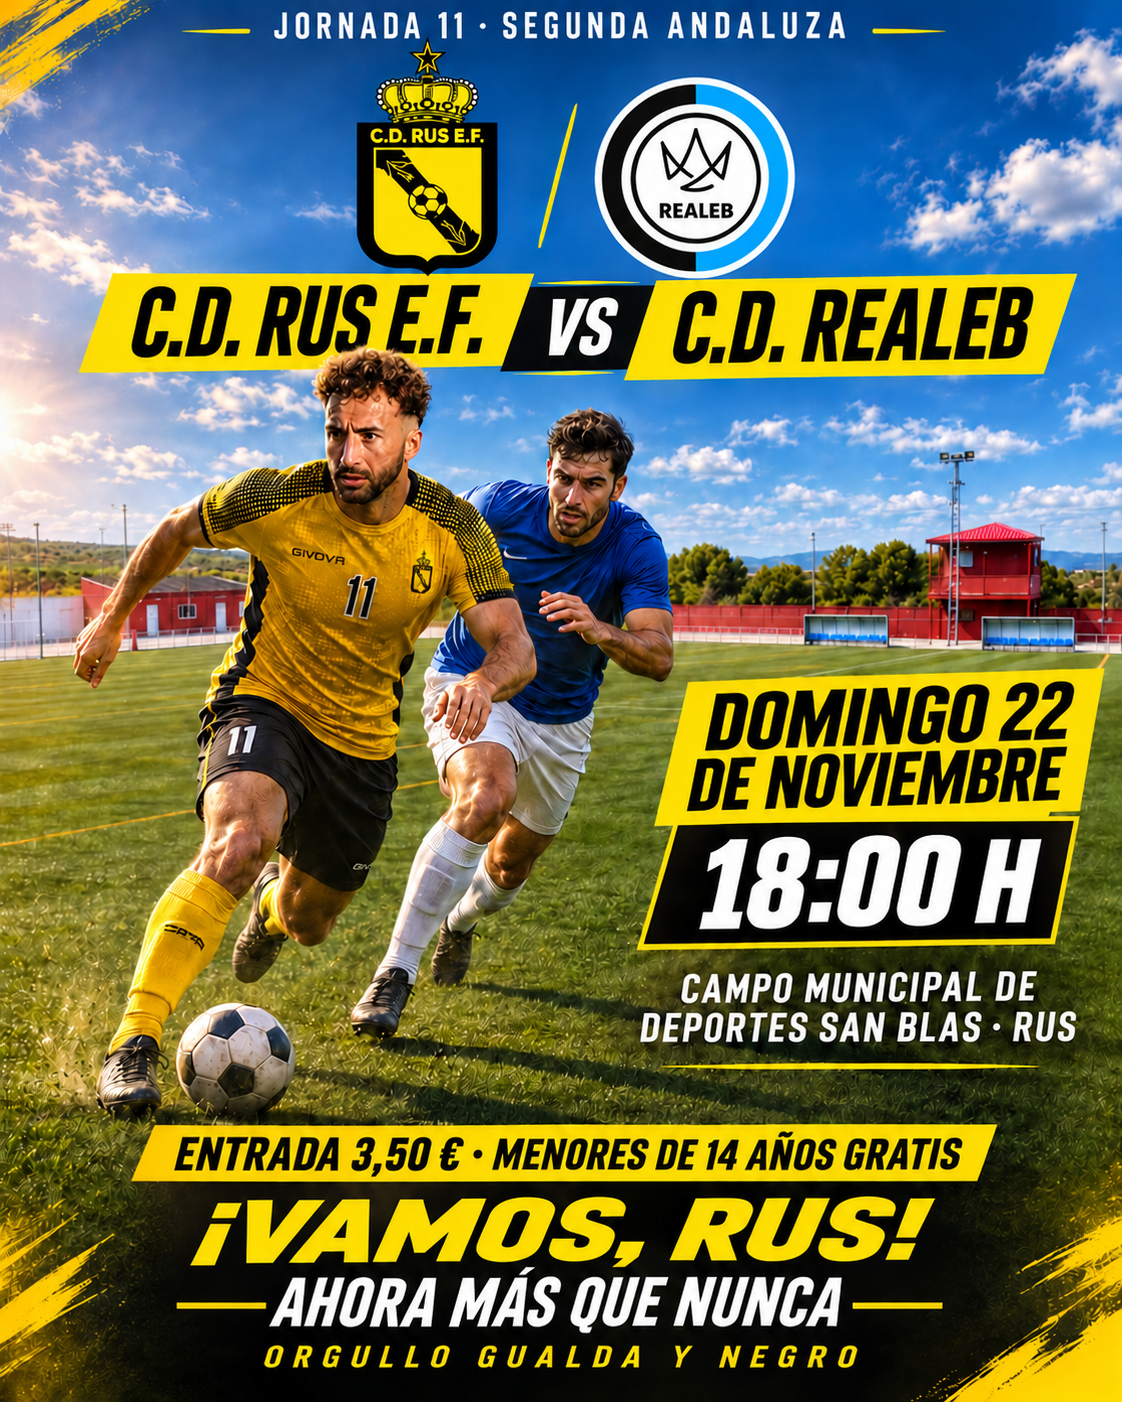 JORNADA 11 · SEGUNDA ANDALUZA
C.D. RUS E.F.
REALEB
C.D. RUS E.F.
VS
C.D. REALEB
GIVOVA
11
11
DOMINGO 22
DE NOVIEMBRE
18:00 H
CAMPO MUNICIPAL DE
DEPORTES SAN BLAS · RUS
ENTRADA 3,50 € · MENORES DE 14 AÑOS GRATIS
¡VAMOS, RUS!
AHORA MÁS QUE NUNCA
ORGULLO GUALDA Y NEGRO